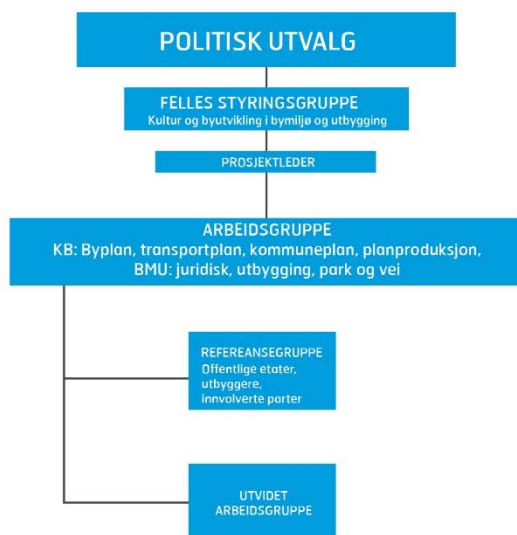 POLITISK UTVALG
FELLES STYRINGSGRUPPE
Kultur og byutvikling i bymiljø og utbygging
PROSJEKTLEDER
ARBEIDSGRUPPE
KB: Byplan, transportplan, kommuneplan, planproduksjon,
BMU: juridisk, utbygging, park og vei
REFEREANSEGRUPPE
Offentlige etater,
utbyggere,
innvolverte parter
UTVIDET
ARBEIDSGRUPPE